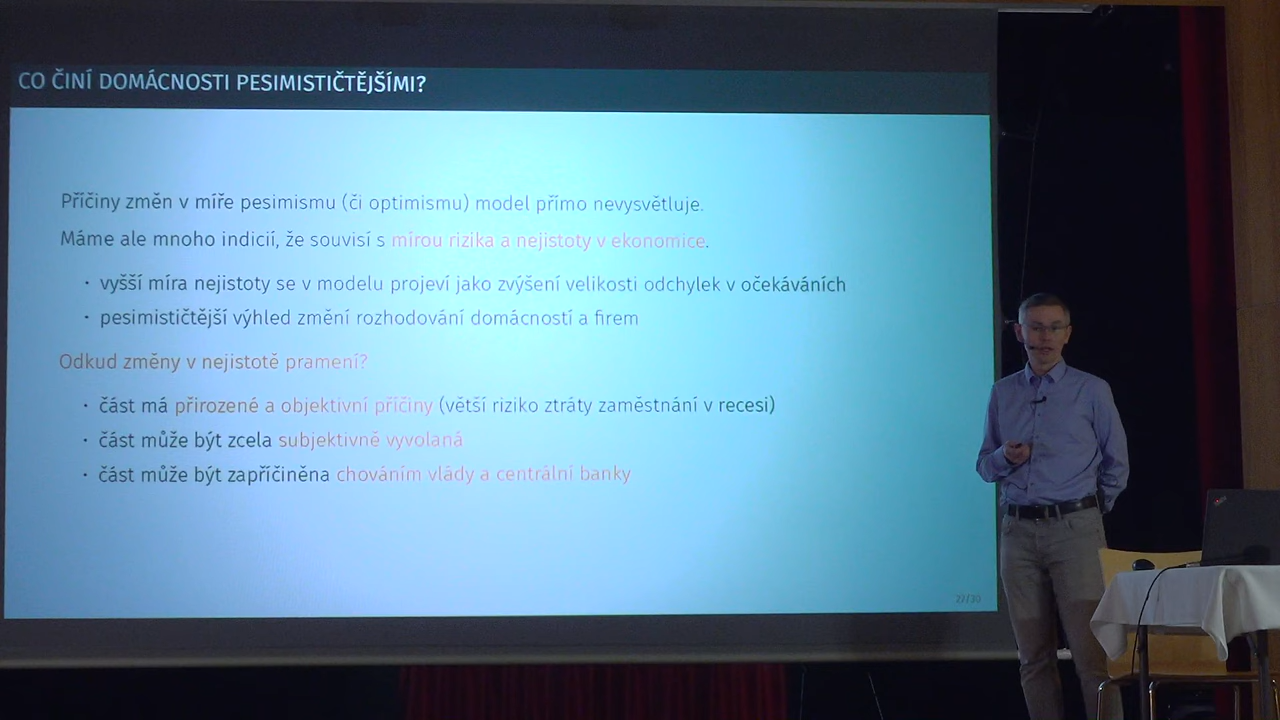 CO ČINÍ DOMÁCNOSTI PESIMISTIČTĚJŠÍMI?
Příčiny změn v míře pesimismu (či optimismu) model přímo nevysvětluje.
Máme ale mnoho indicií, že souvisí s mírou rizika a nejistoty v ekonomice.
· vyšší míra nejistoty se v modelu projeví jako zvýšení velikosti odchylek v očekáváních
· pesimističtější výhled změní rozhodování domácností a firem
Odkud změny v nejistotě pramení?
· část má přirozené a objektivní příčiny (větší riziko ztráty zaměstnání v recesi)
· část může být zcela subjektivně vyvolaná
· část může být zapříčiněna chováním vlády a centrální banky
27/30